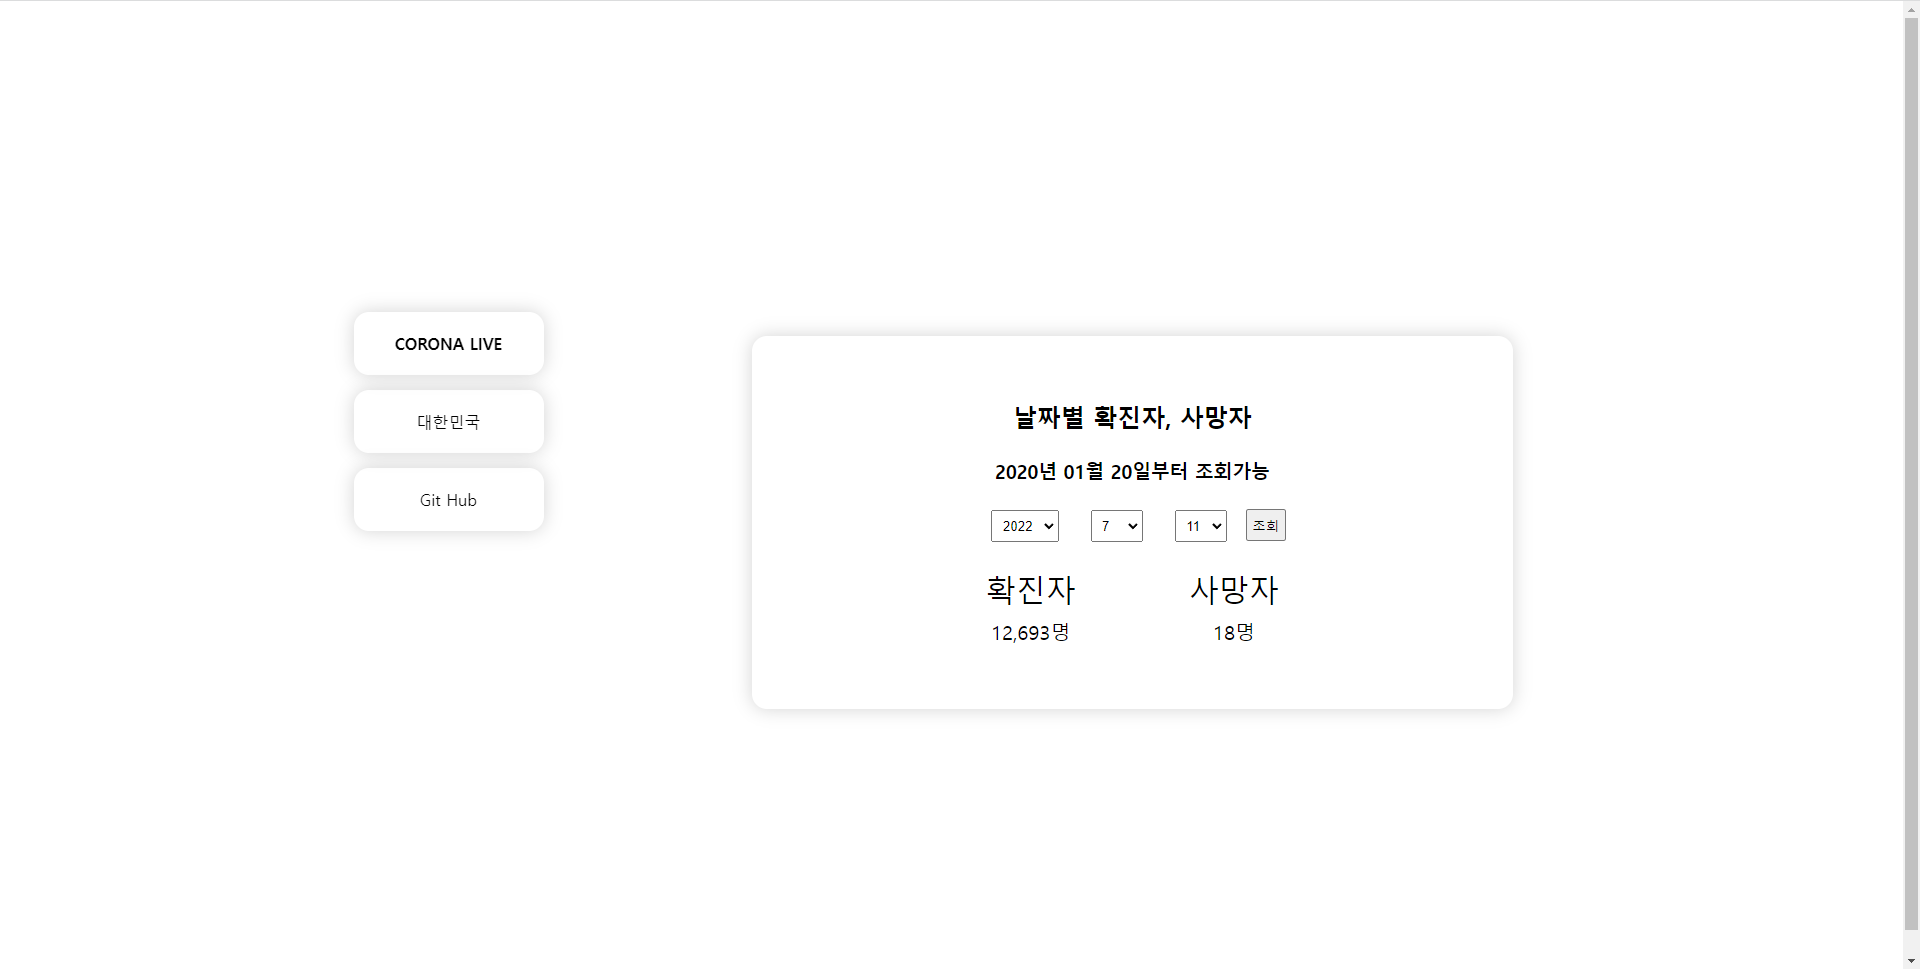 CORONA LIVE
대한민국
Git Hub
날짜별 확진자, 사망자
2020년 01월 20일부터 조회가능
2022 7 11 조회
확진자 사망자
12,693명 18명